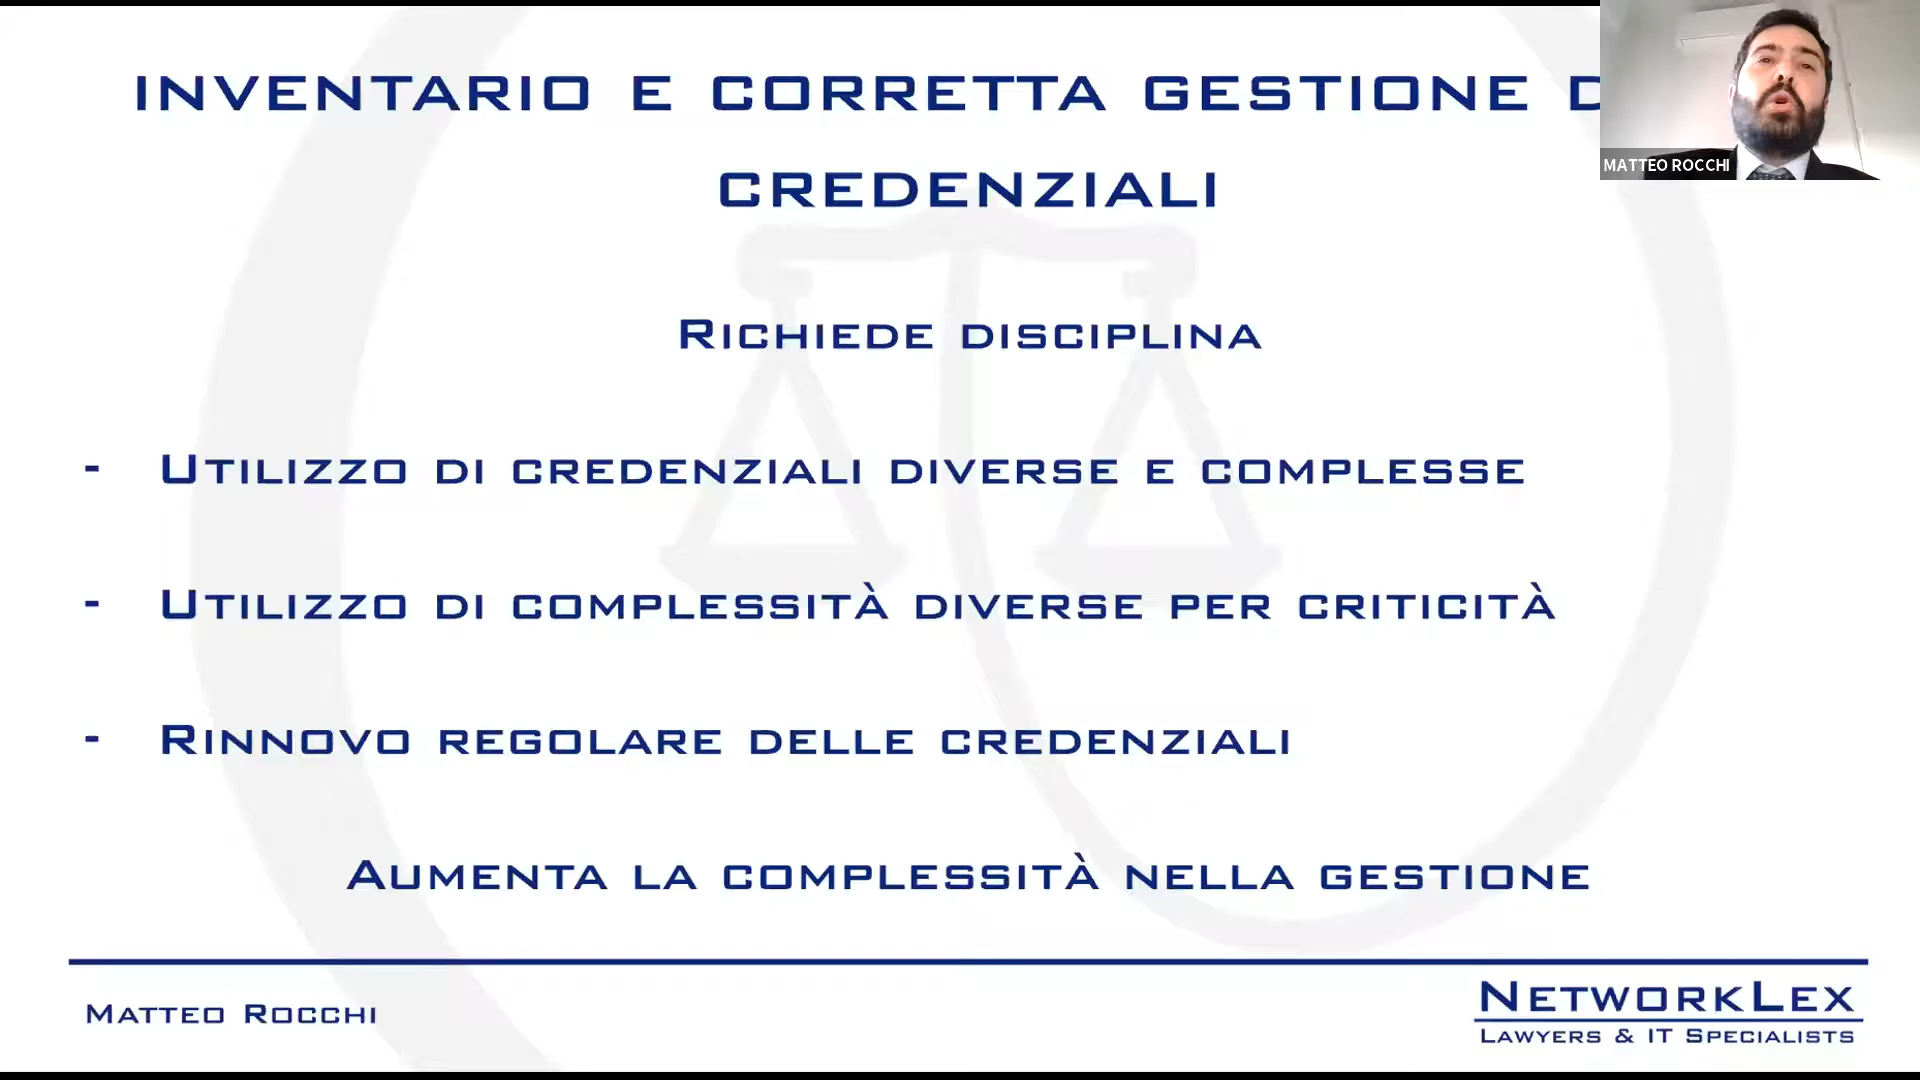 INVENTARIO E CORRETTA GESTIONE
CREDENZIALI
MATTEO ROCCHI
RICHIEDE DISCIPLINA
- UTILIZZO DI CREDENZIALI DIVERSE E COMPLESSE
- UTILIZZO DI COMPLESSITÀ DIVERSE PER CRITICITÀ
- RINNOVO REGOLARE DELLE CREDENZIALI
AUMENTA LA COMPLESSITÀ NELLA GESTIONE
MATTEO ROCCHI
NETWORKLEX
LAWYERS & IT SPECIALISTS